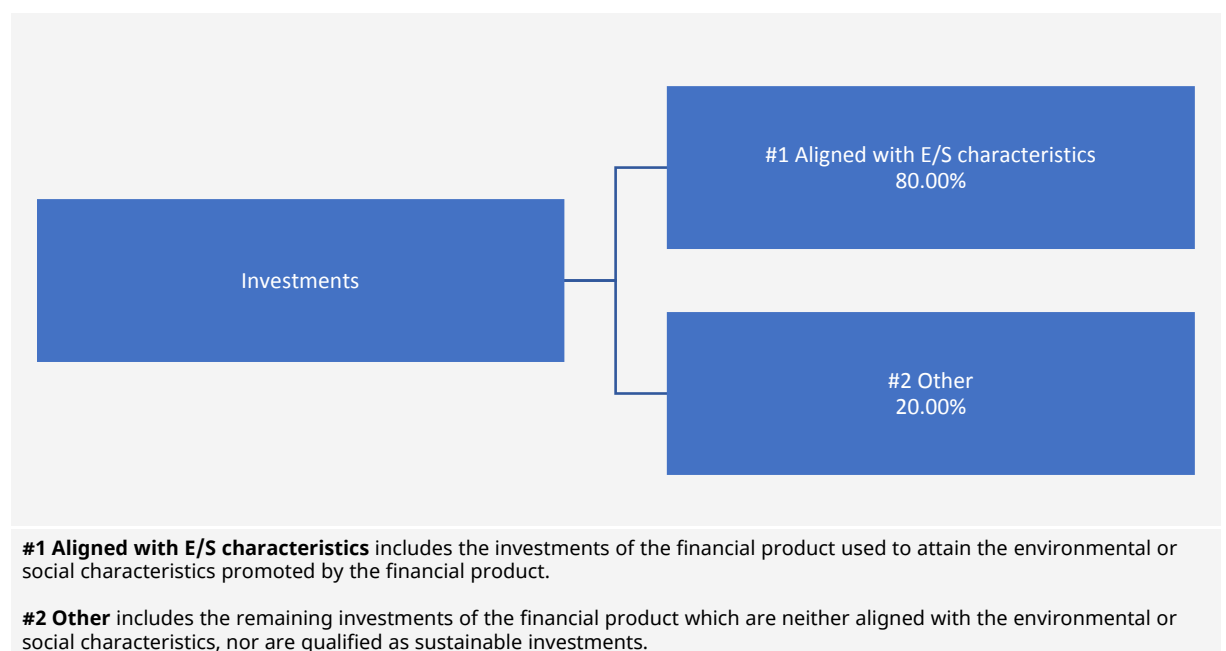 Investments
#1 Aligned with E/S characteristics
80.00%
#2 Other
20.00%
#1 Aligned with E/S characteristics includes the investments of the financial product used to attain the environmental or
social characteristics promoted by the financial product.
#2 Other includes the remaining investments of the financial product which are neither aligned with the environmental or
social characteristics, nor are qualified as sustainable investments.